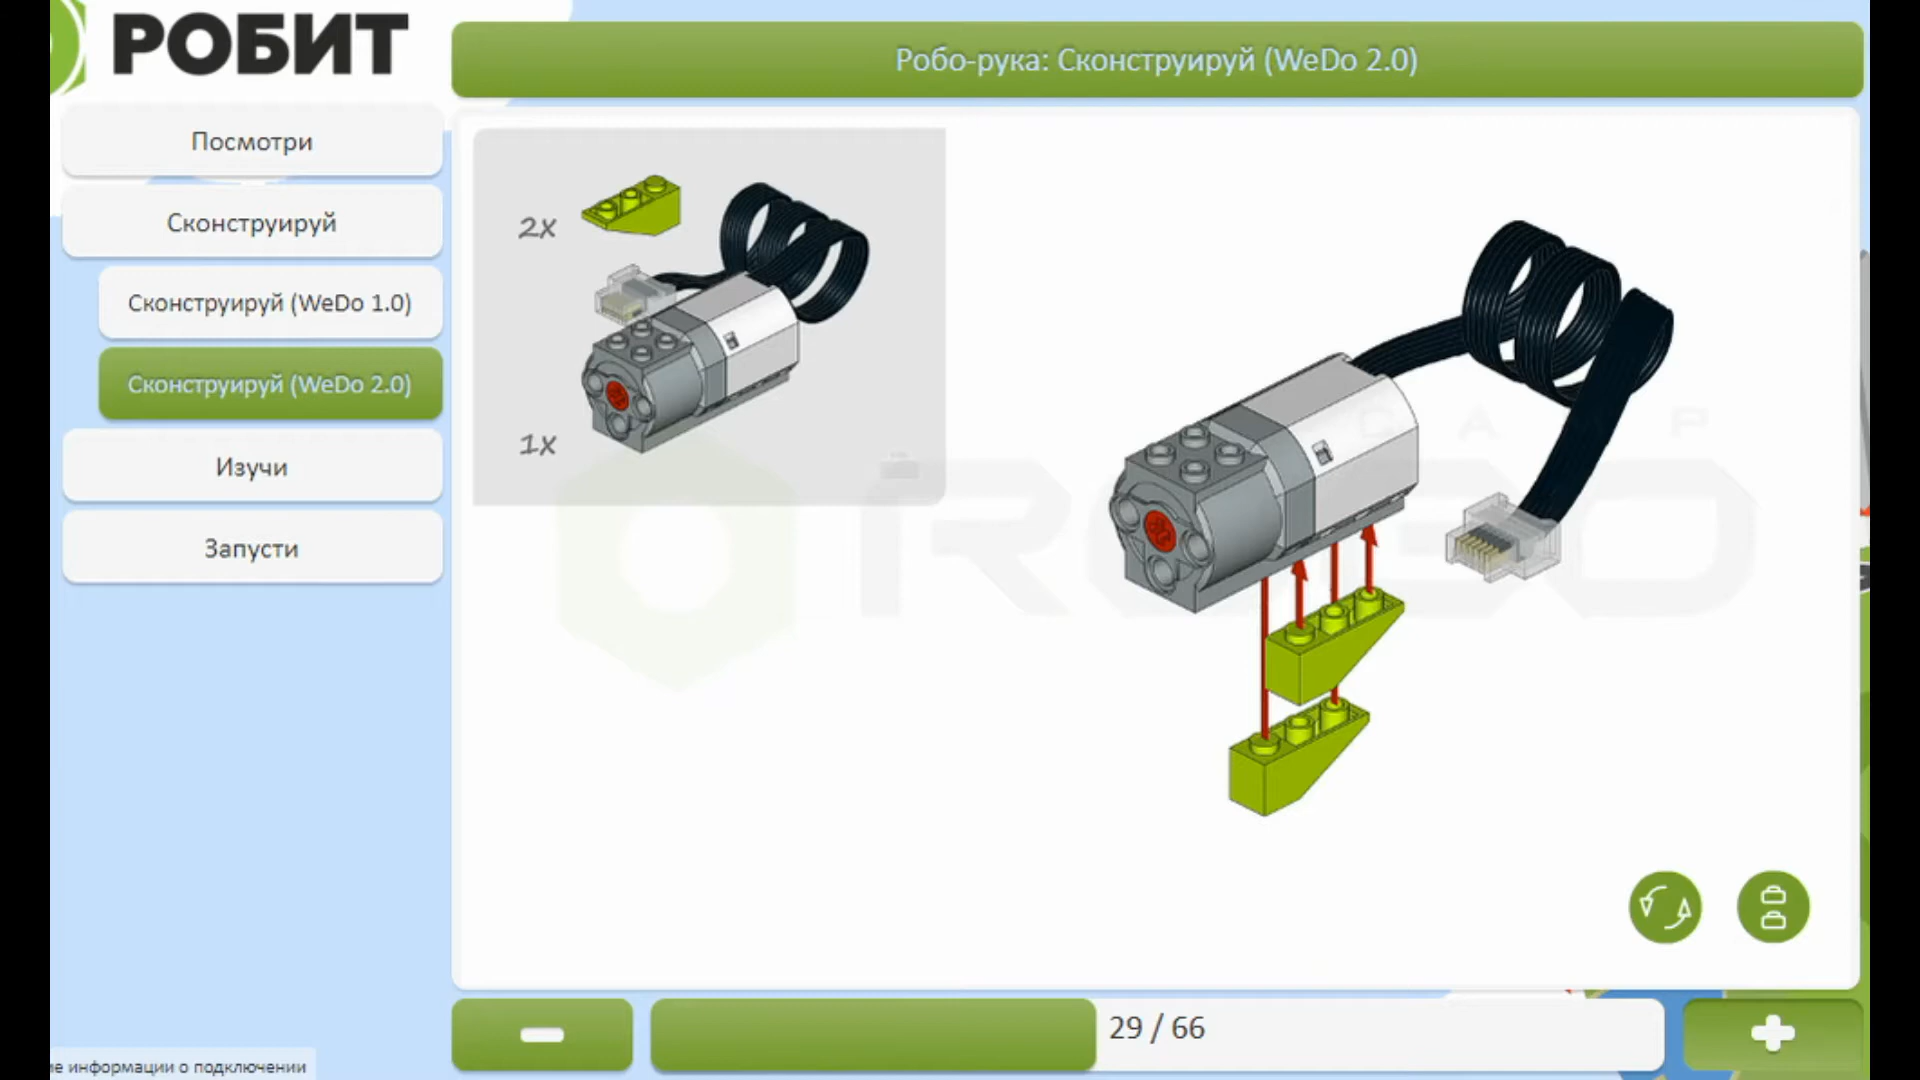 РОБИТ
Робо-рука: Сконструируй (WeDo 2.0)
Посмотри
Сконструируй
Сконструируй (WeDo 1.0)
Сконструируй (WeDo 2.0)
Изучи
Запусти
2x
1x
29 / 66
информации о подключении